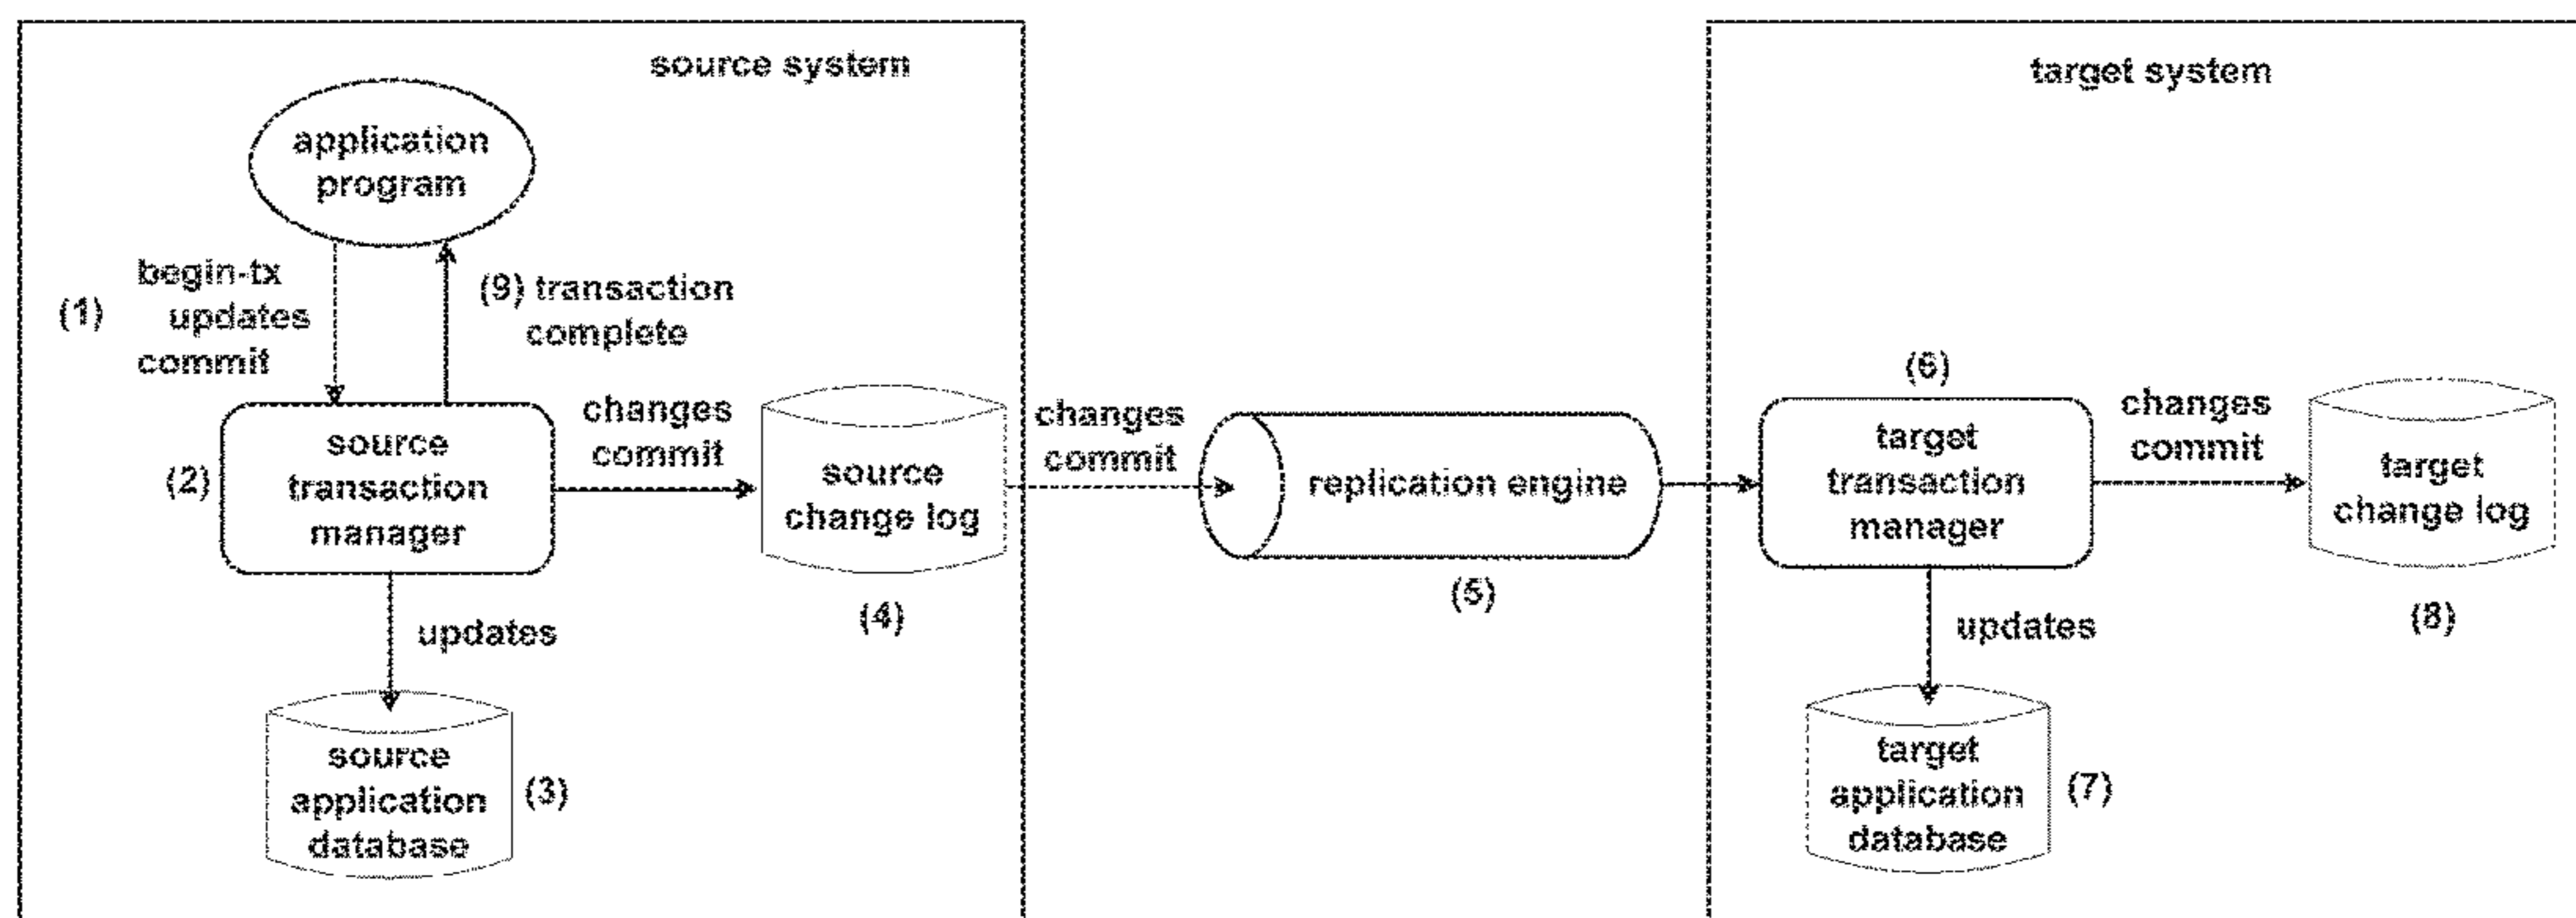 source system
application
program
(1)
begin-tx
updates
commit
(9) transaction
complete
(2)
source
transaction
manager
changes
commit
source
change log
(4)
updates
source
application
database
(3)
changes
commit
replication engine
(5)
target system
(6)
target
transaction
manager
changes
commit
target
change log
(8)
updates
target
application
database
(7)